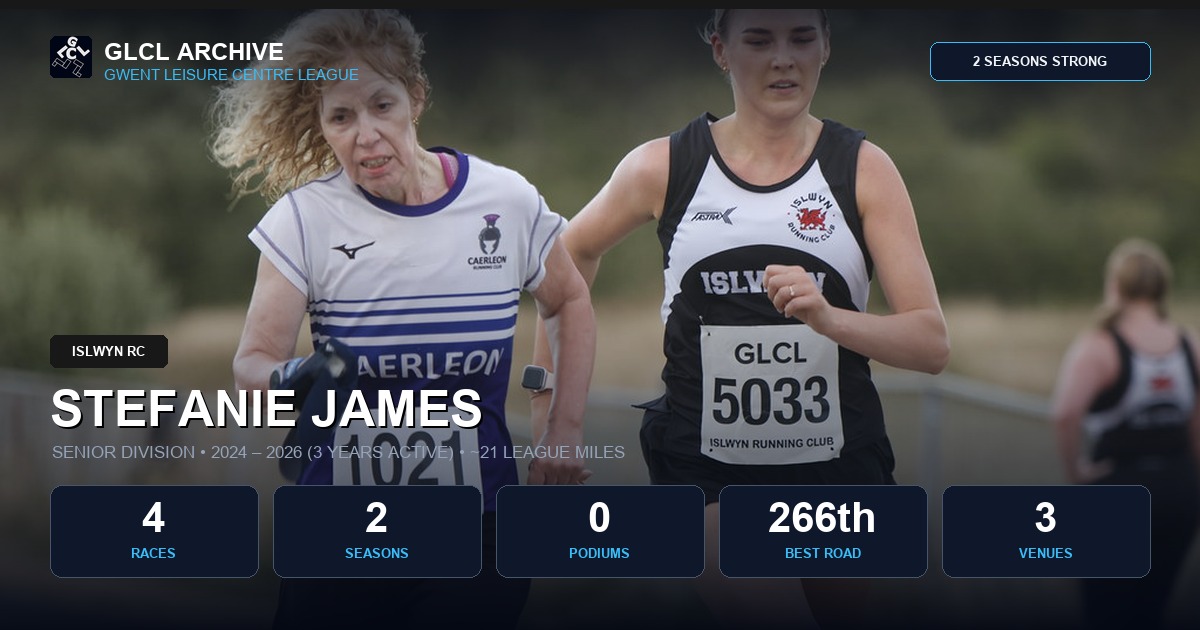 GLCL ARCHIVE
GWENT LEISURE CENTRE LEAGUE
2 SEASONS STRONG
CAERLEON
RUNNING CLUB
FASTRAX
ISLWYN
RUNNING CLUB
GLCL
5033
ISLWYN RUNNING CLUB
AERLEON
1021
ISLWYN RC
STEFANIE JAMES
SENIOR DIVISION • 2024 – 2026 (3 YEARS ACTIVE) • ~21 LEAGUE MILES
4
RACES
2
SEASONS
0
PODIUMS
266th
BEST ROAD
3
VENUES